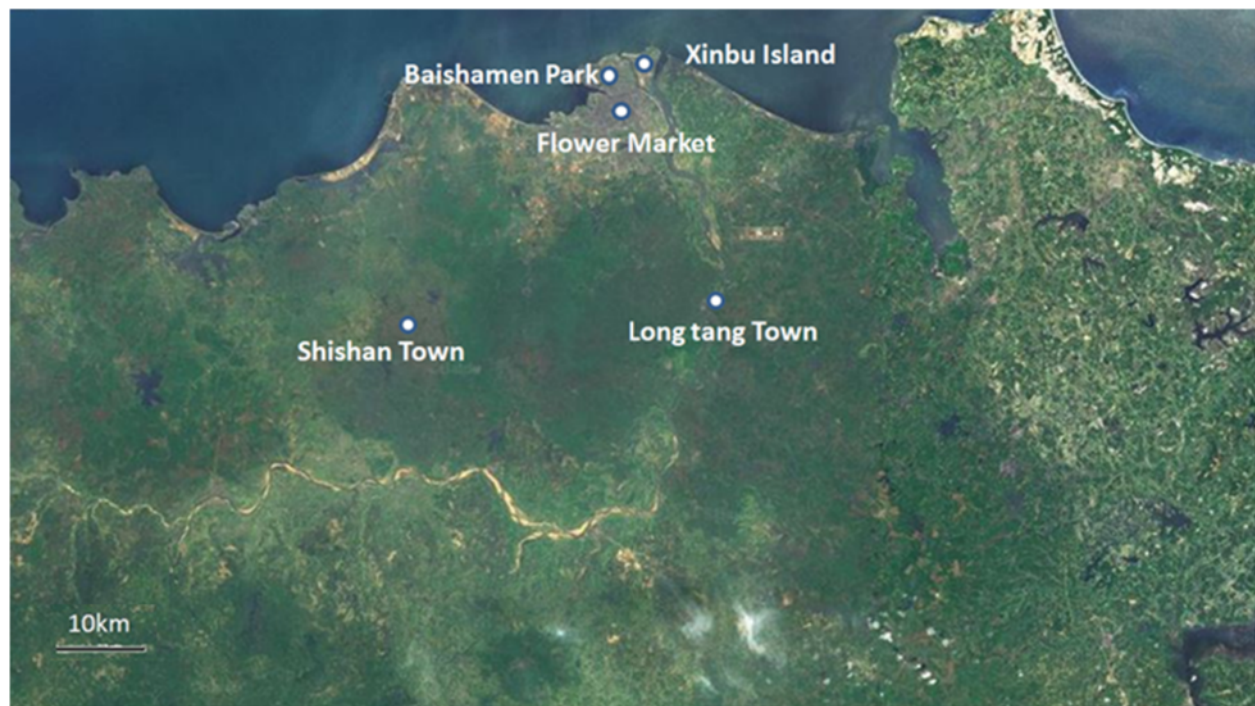 Xinbu Island
Baishamen Park
Flower Market
Long tang Town
Shishan Town
10km